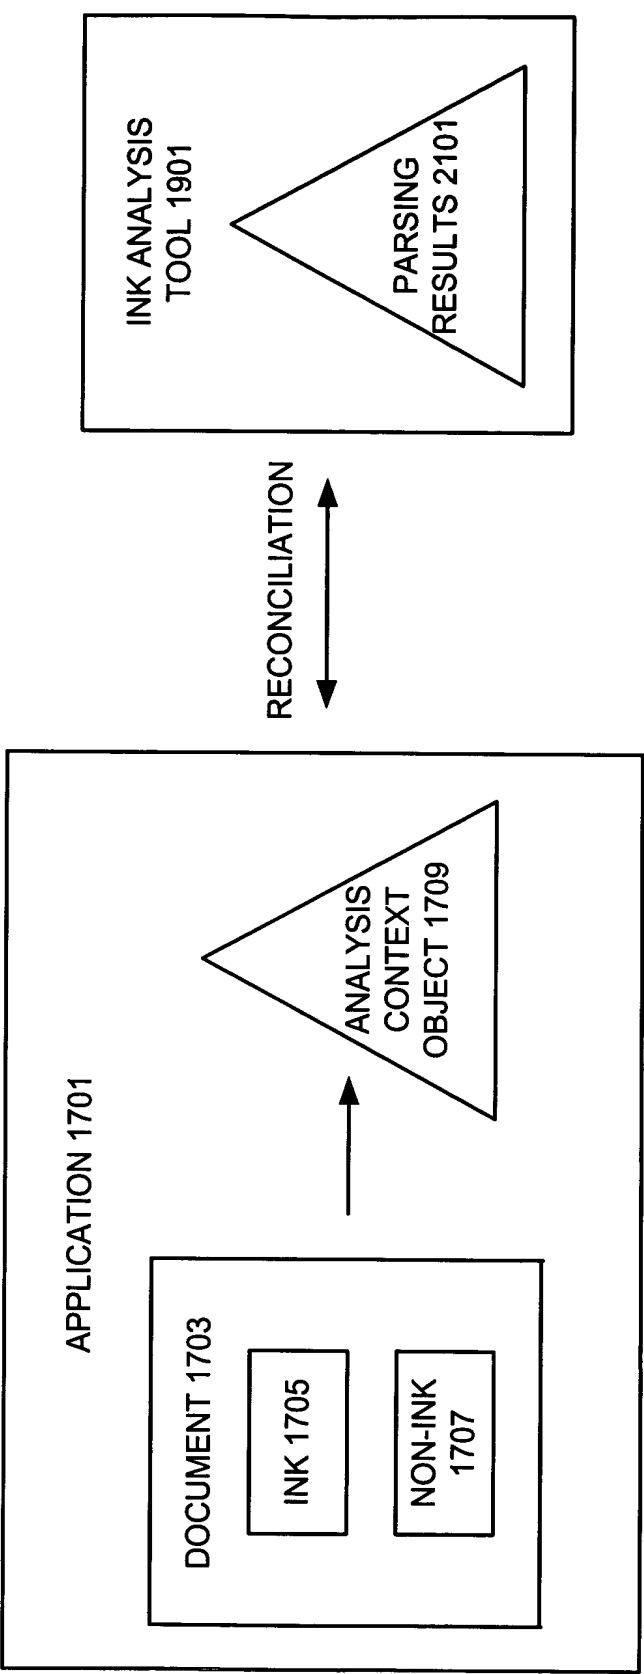 APPLICATION 1701
DOCUMENT 1703
INK 1705
NON-INK
1707
ANALYSIS
CONTEXT
OBJECT 1709
RECONCILIATION
INK ANALYSIS
TOOL 1901
PARSING
RESULTS 2101